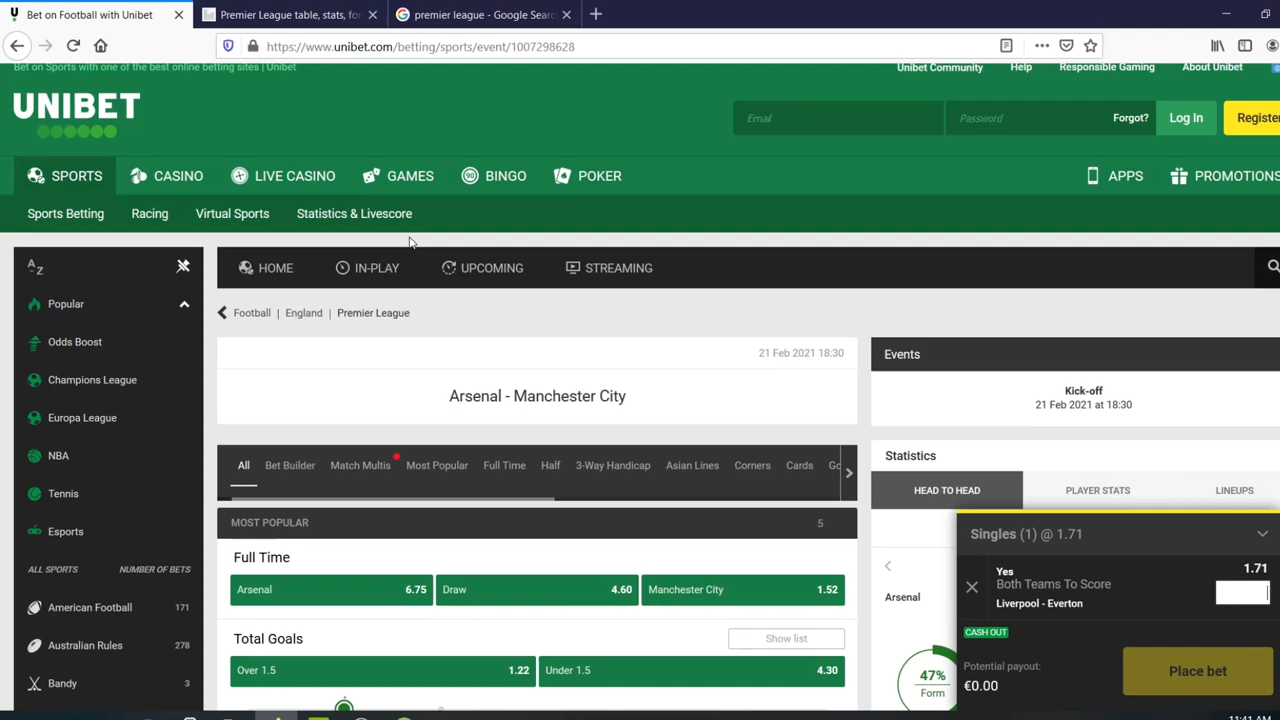 Bet on Football with Unibet
Premier League table, stats, for
premier league - Google Searc
https://www.unibet.com/betting/sports/event/1007298628
Bet on Sports with one of the best online betting sites | Unibet
Unibet Community Help Responsible Gaming About Unibet
UNIBET
Email Password Forgot? Log In Registe
SPORTS CASINO LIVE CASINO GAMES BINGO POKER APPS PROMOTIONS
Sports Betting Racing Virtual Sports Statistics & Livescore
A Z
Popular
Odds Boost
Champions League
Europa League
NBA
Tennis
Esports
ALL SPORTS NUMBER OF BETS
American Football 171
Australian Rules 278
Bandy 3
HOME IN-PLAY UPCOMING STREAMING
Football | England | Premier League
21 Feb 2021 18:30
Arsenal - Manchester City
All Bet Builder Match Multis Most Popular Full Time Half 3-Way Handicap Asian Lines Corners Cards Go
MOST POPULAR 5
Full Time
Arsenal 6.75 Draw 4.60 Manchester City 1.52
Total Goals Show list
Over 1.5 1.22 Under 1.5 4.30
Events
Kick-off
21 Feb 2021 at 18:30
Statistics
HEAD TO HEAD PLAYER STATS LINEUPS
Arsenal
47%
Form
Singles (1) @ 1.71
Yes 1.71
Both Teams To Score
Liverpool - Everton
CASH OUT
Potential payout:
€0.00
Place bet
11:41 AM